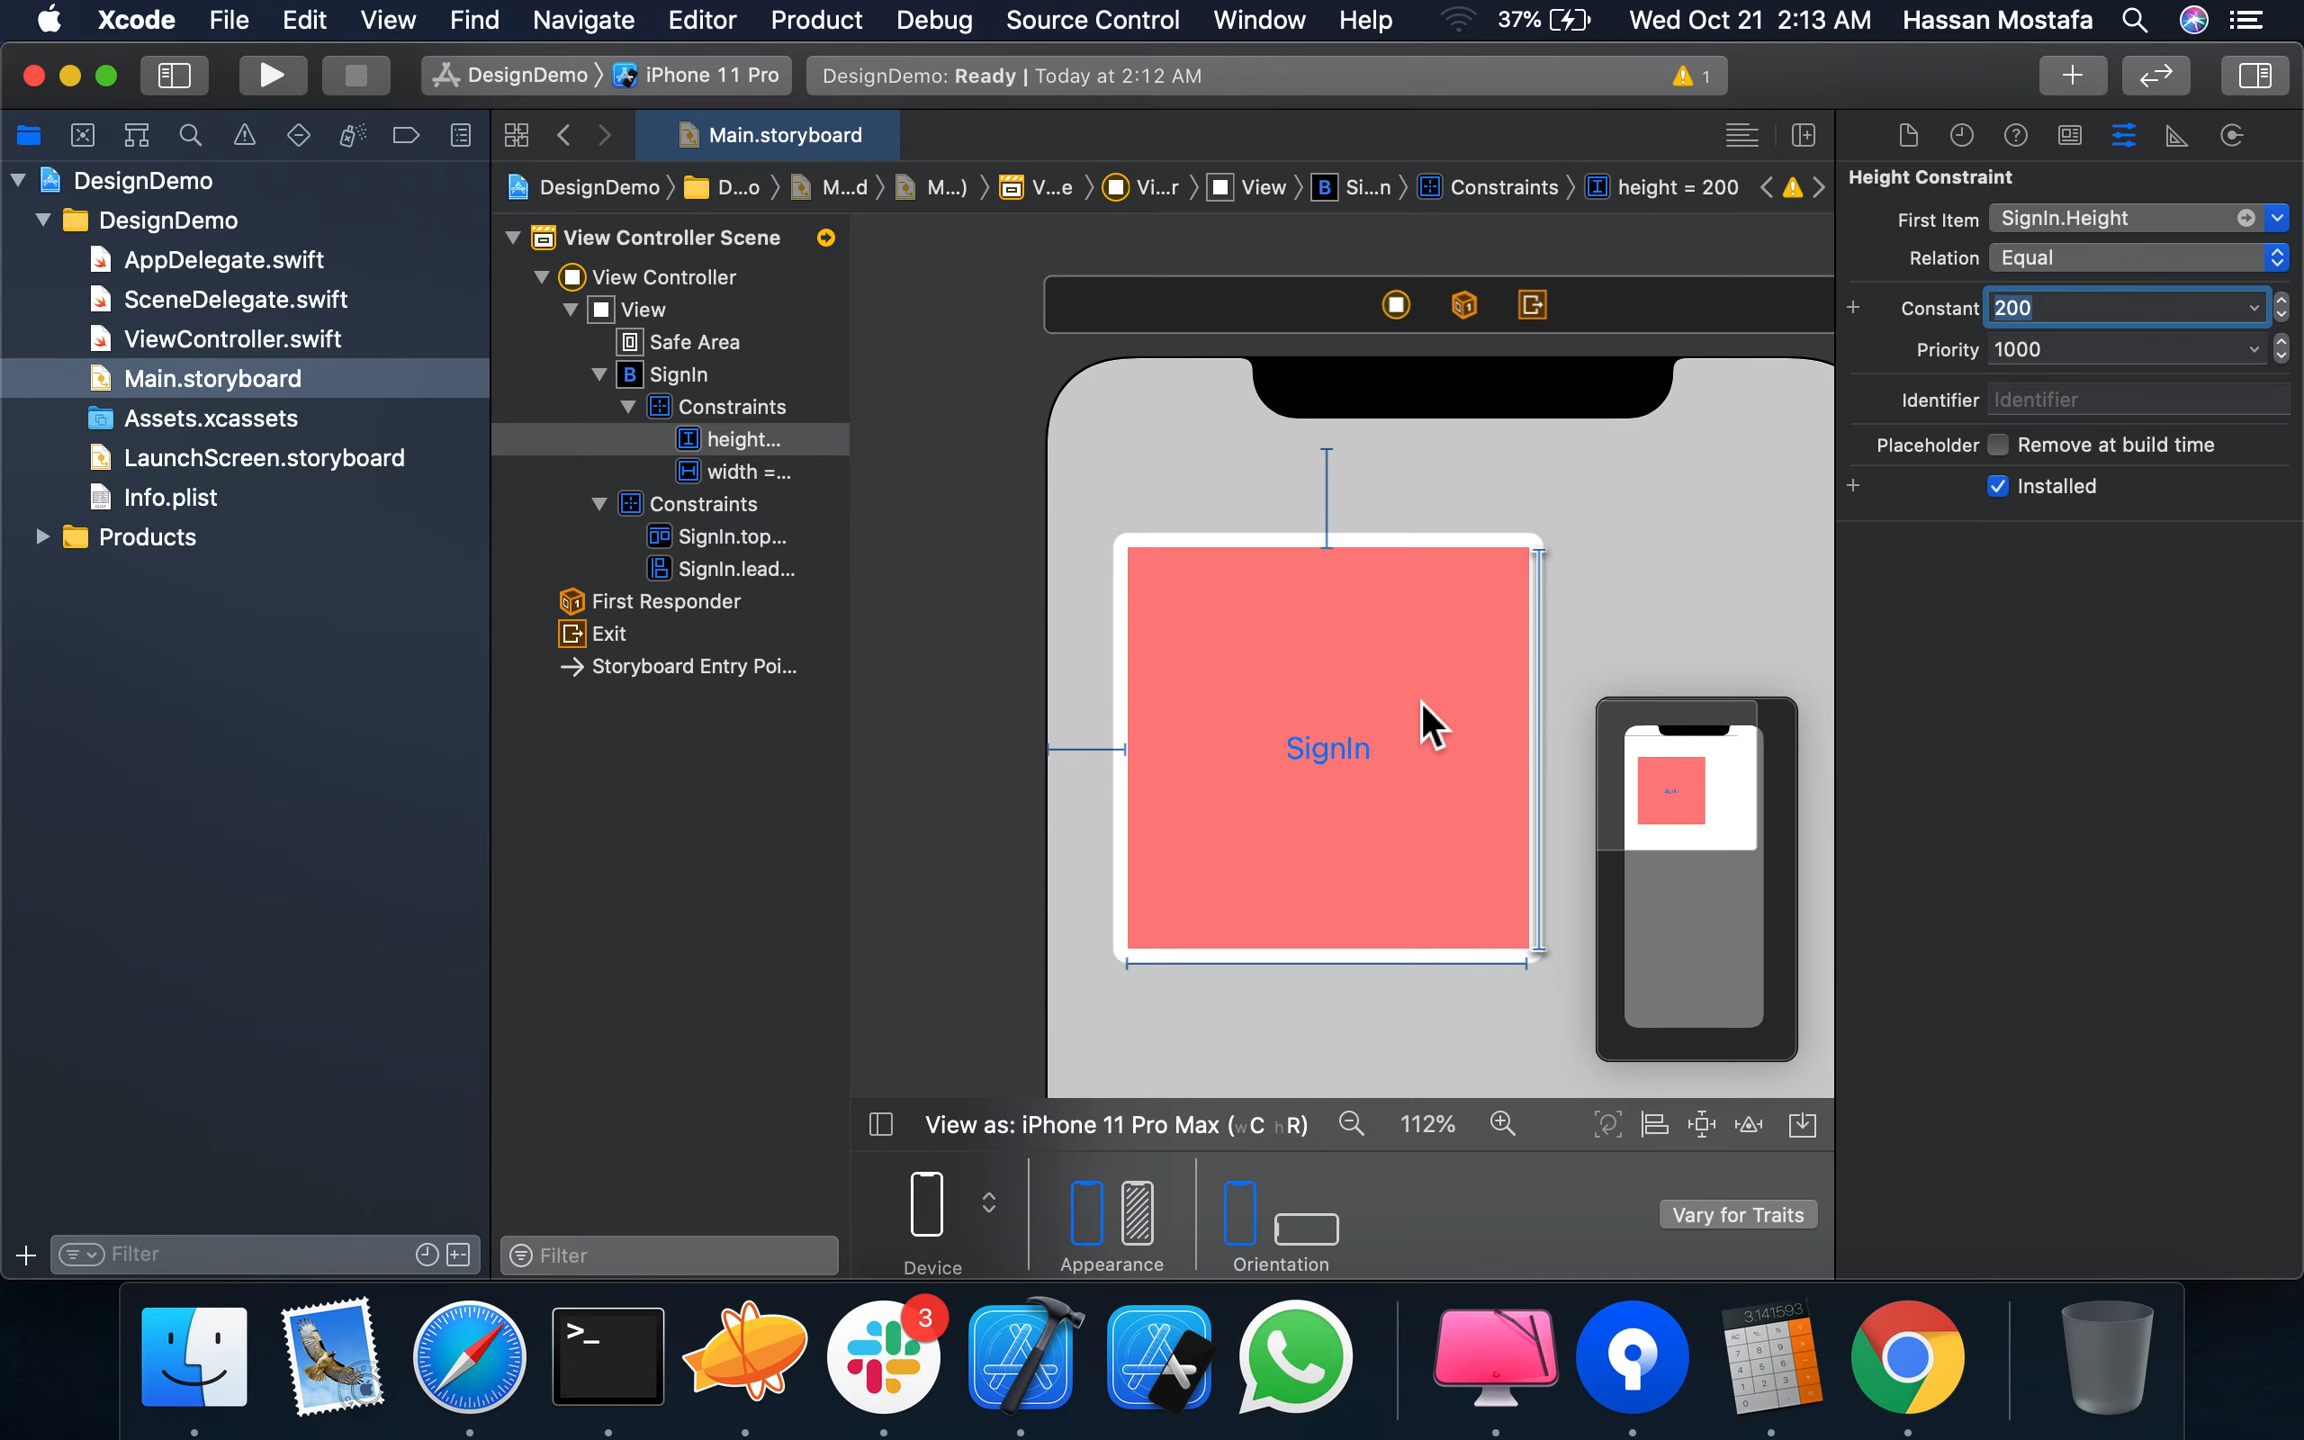 Xcode File Edit View Find Navigate Editor Product Debug Source Control Window Help 37% Wed Oct 21 2:13 AM Hassan Mostafa
DesignDemo iPhone 11 Pro DesignDemo: Ready | Today at 2:12 AM 1
Main.storyboard
DesignDemo D...o M...d M...) V...e Vi...r View B Si...n Constraints height = 200
DesignDemo
DesignDemo
AppDelegate.swift
SceneDelegate.swift
ViewController.swift
Main.storyboard
Assets.xcassets
LaunchScreen.storyboard
Info.plist
Products
Filter
View Controller Scene
View Controller
View
Safe Area
B SignIn
Constraints
height...
width =...
Constraints
SignIn.top...
SignIn.lead...
First Responder
Exit
Storyboard Entry Poi...
Filter
SignIn
View as: iPhone 11 Pro Max (wC hR) 112%
Device
Appearance
Orientation
Vary for Traits
Height Constraint
First Item SignIn.Height
Relation Equal
Constant 200
Priority 1000
Identifier Identifier
Placeholder Remove at build time
Installed
3
3.141593